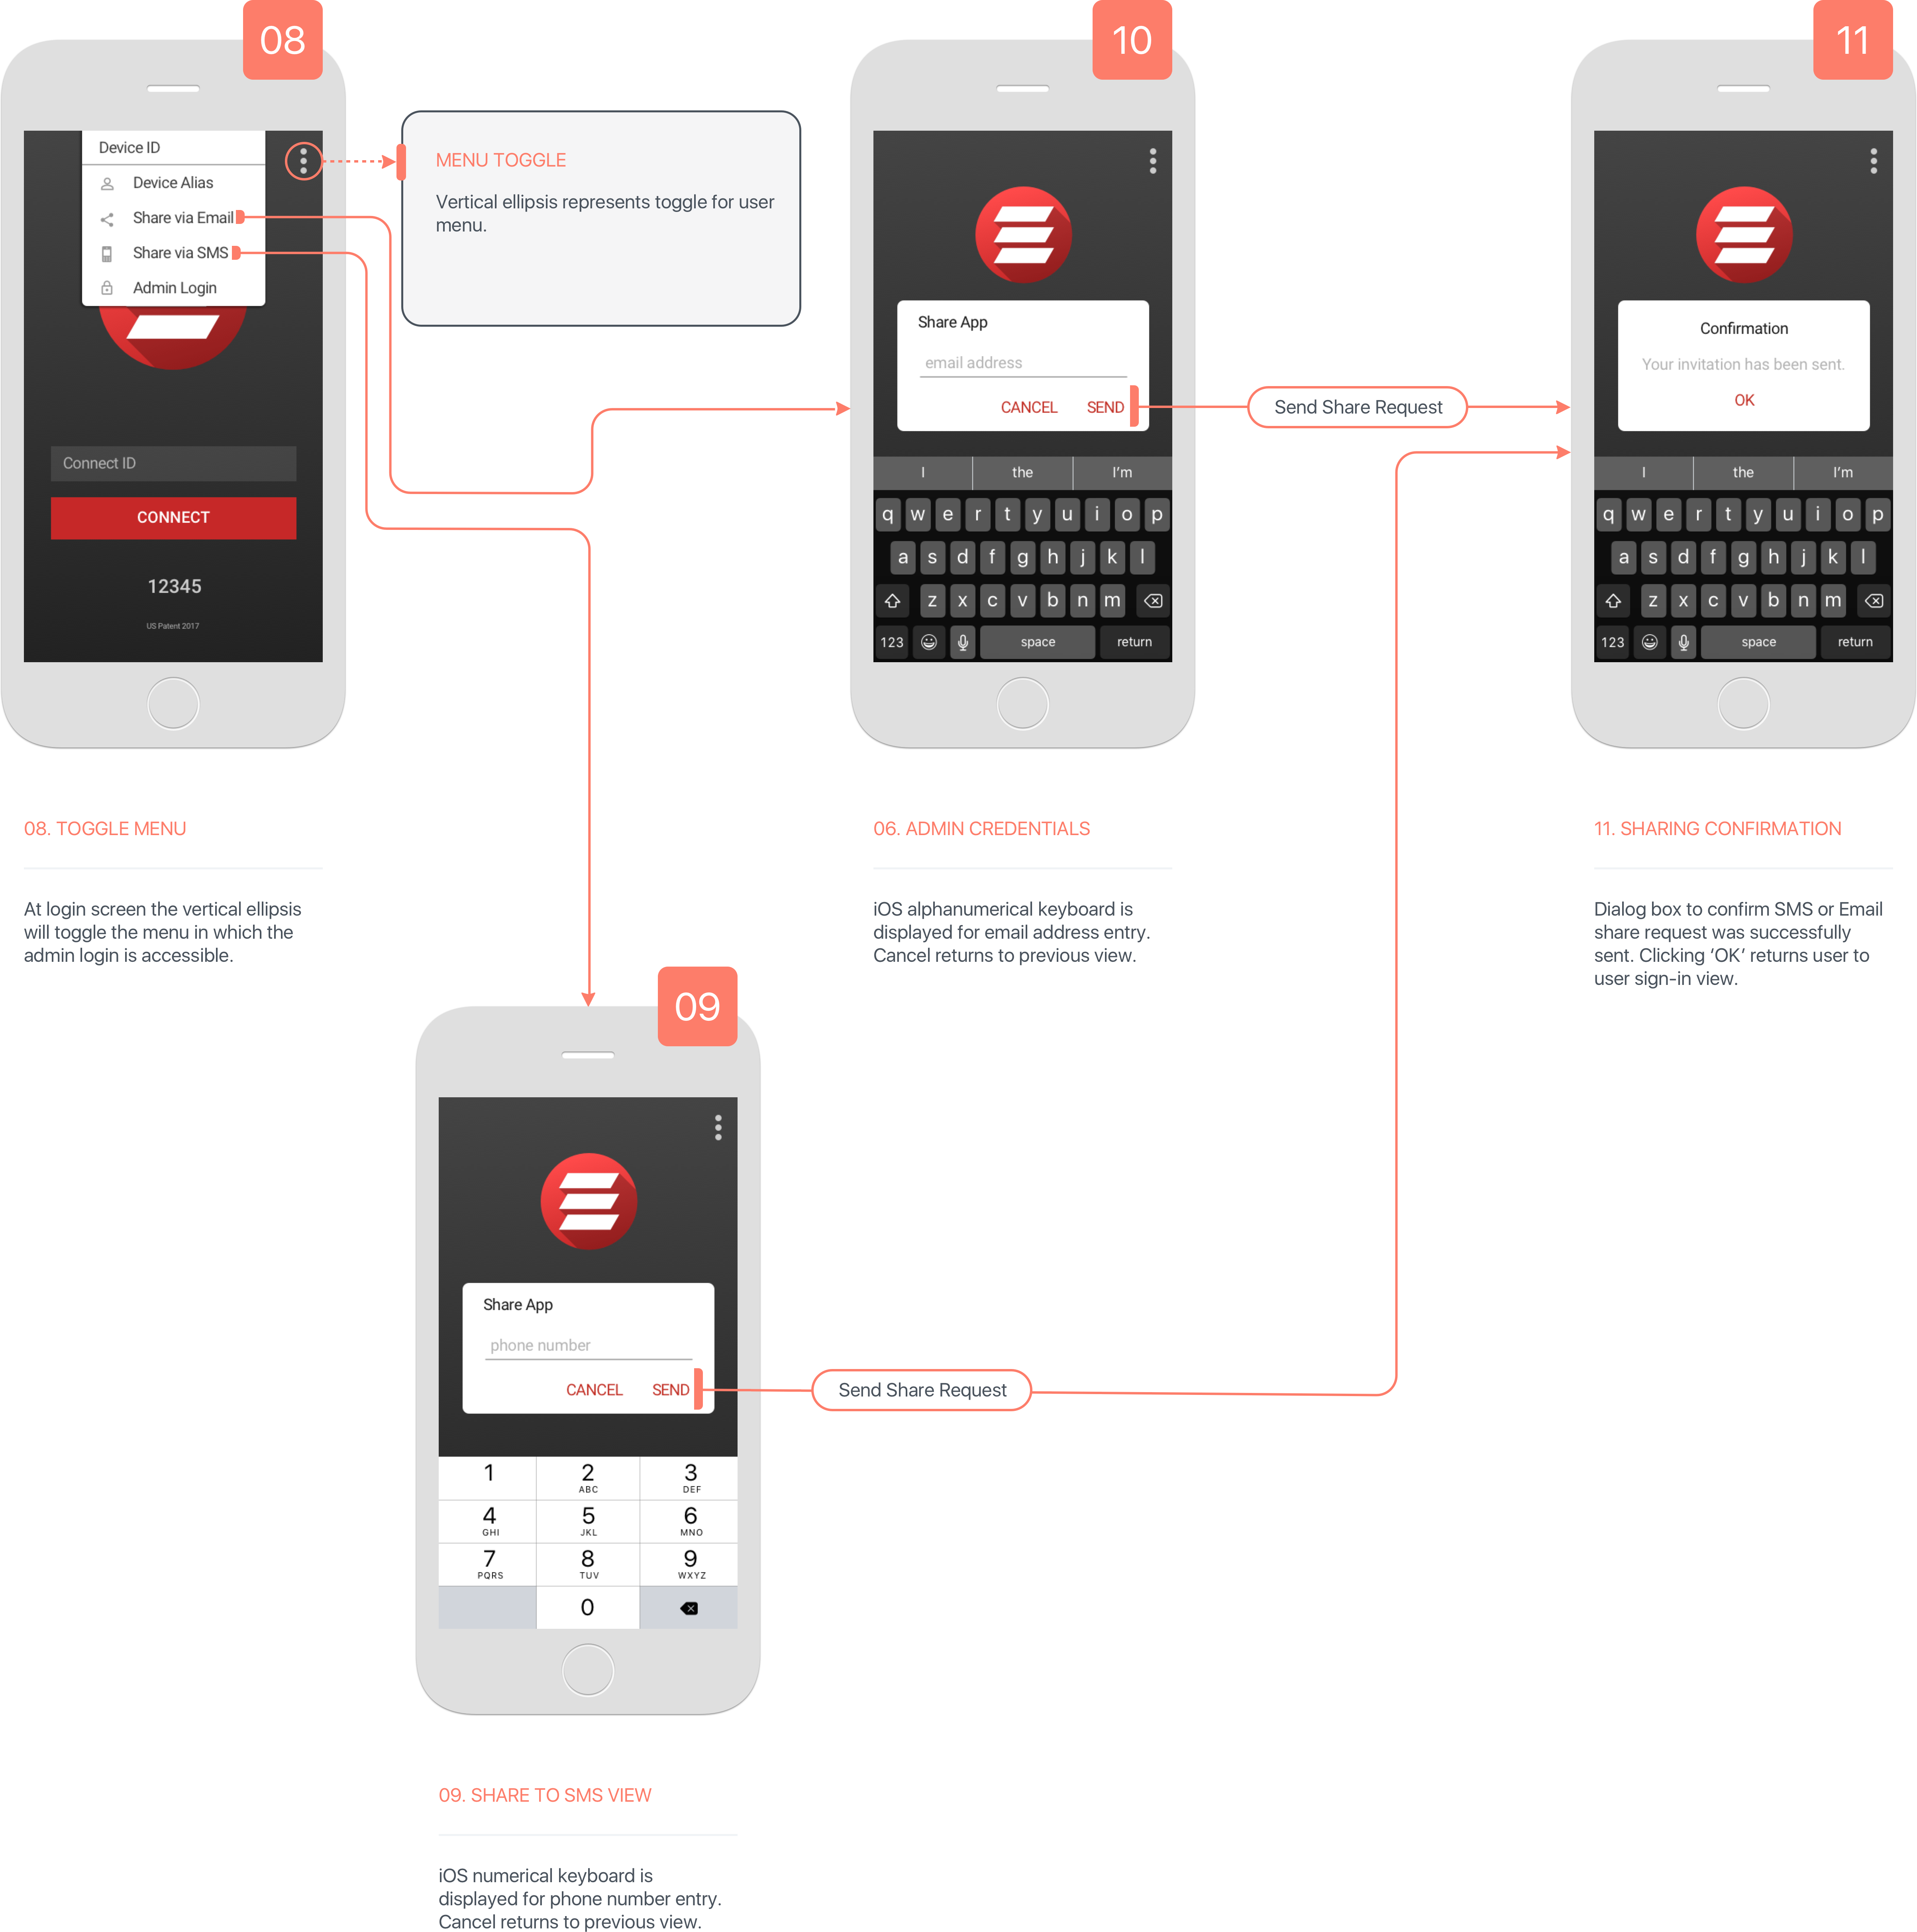 08
Device ID
Device Alias
Share via Email
Share via SMS
Admin Login
Connect ID
CONNECT
12345
US Patent 2017
MENU TOGGLE
Vertical ellipsis represents toggle for user
menu.
10
Share App
email address
CANCEL SEND
I the I’m
q w e r t y u i o p
a s d f g h j k l
z x c v b n m
123 space return
Send Share Request
11
Confirmation
Your invitation has been sent.
OK
I the I’m
q w e r t y u i o p
a s d f g h j k l
z x c v b n m
123 space return
08. TOGGLE MENU
At login screen the vertical ellipsis
will toggle the menu in which the
admin login is accessible.
06. ADMIN CREDENTIALS
iOS alphanumerical keyboard is
displayed for email address entry.
Cancel returns to previous view.
11. SHARING CONFIRMATION
Dialog box to confirm SMS or Email
share request was successfully
sent. Clicking ‘OK‘ returns user to
user sign-in view.
09
Share App
phone number
CANCEL SEND
Send Share Request
1 2 3
ABC DEF
4 5 6
GHI JKL MNO
7 8 9
PQRS TUV WXYZ
0
09. SHARE TO SMS VIEW
iOS numerical keyboard is
displayed for phone number entry.
Cancel returns to previous view.